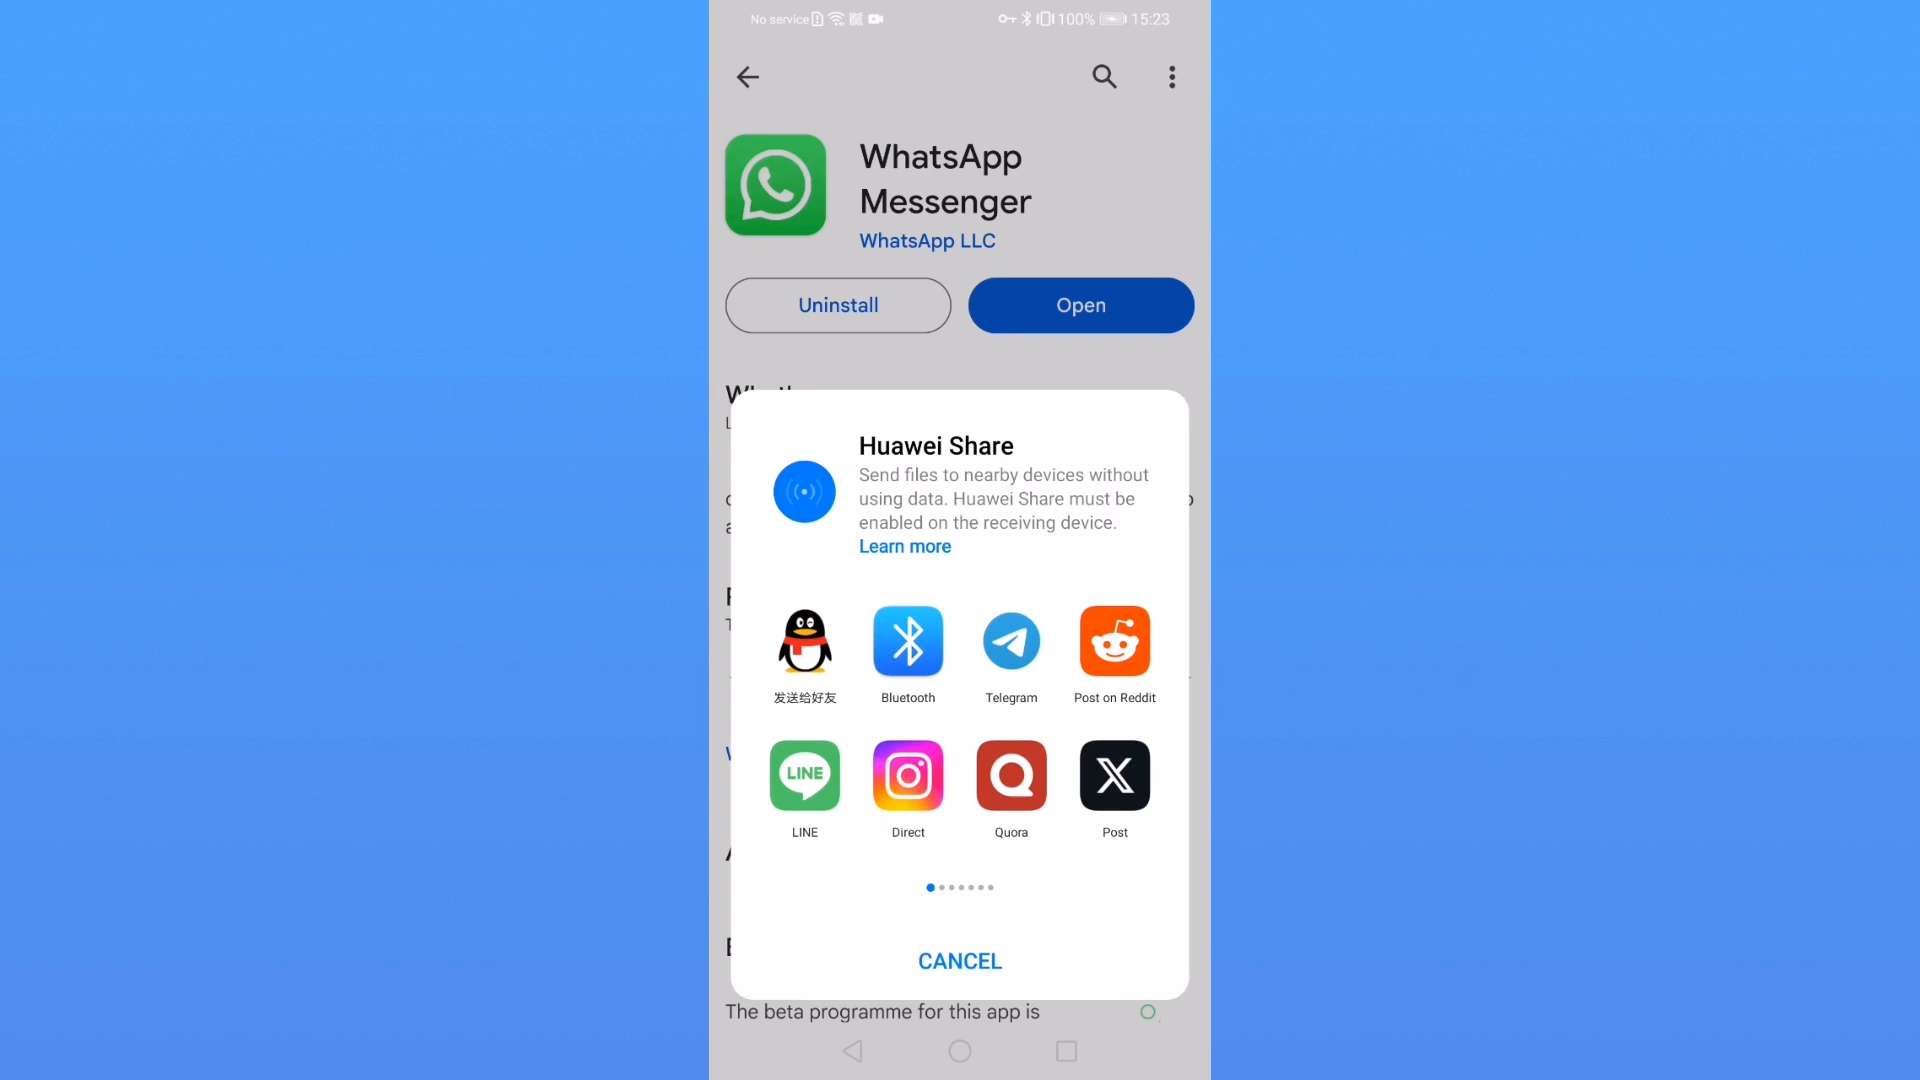 No service 100% 15:23
WhatsApp
Messenger
WhatsApp LLC
Uninstall Open
Huawei Share
Send files to nearby devices without
using data. Huawei Share must be
enabled on the receiving device.
Learn more
发送给好友 Bluetooth Telegram Post on Reddit
LINE
LINE Direct Quora Post
CANCEL
The beta programme for this app is